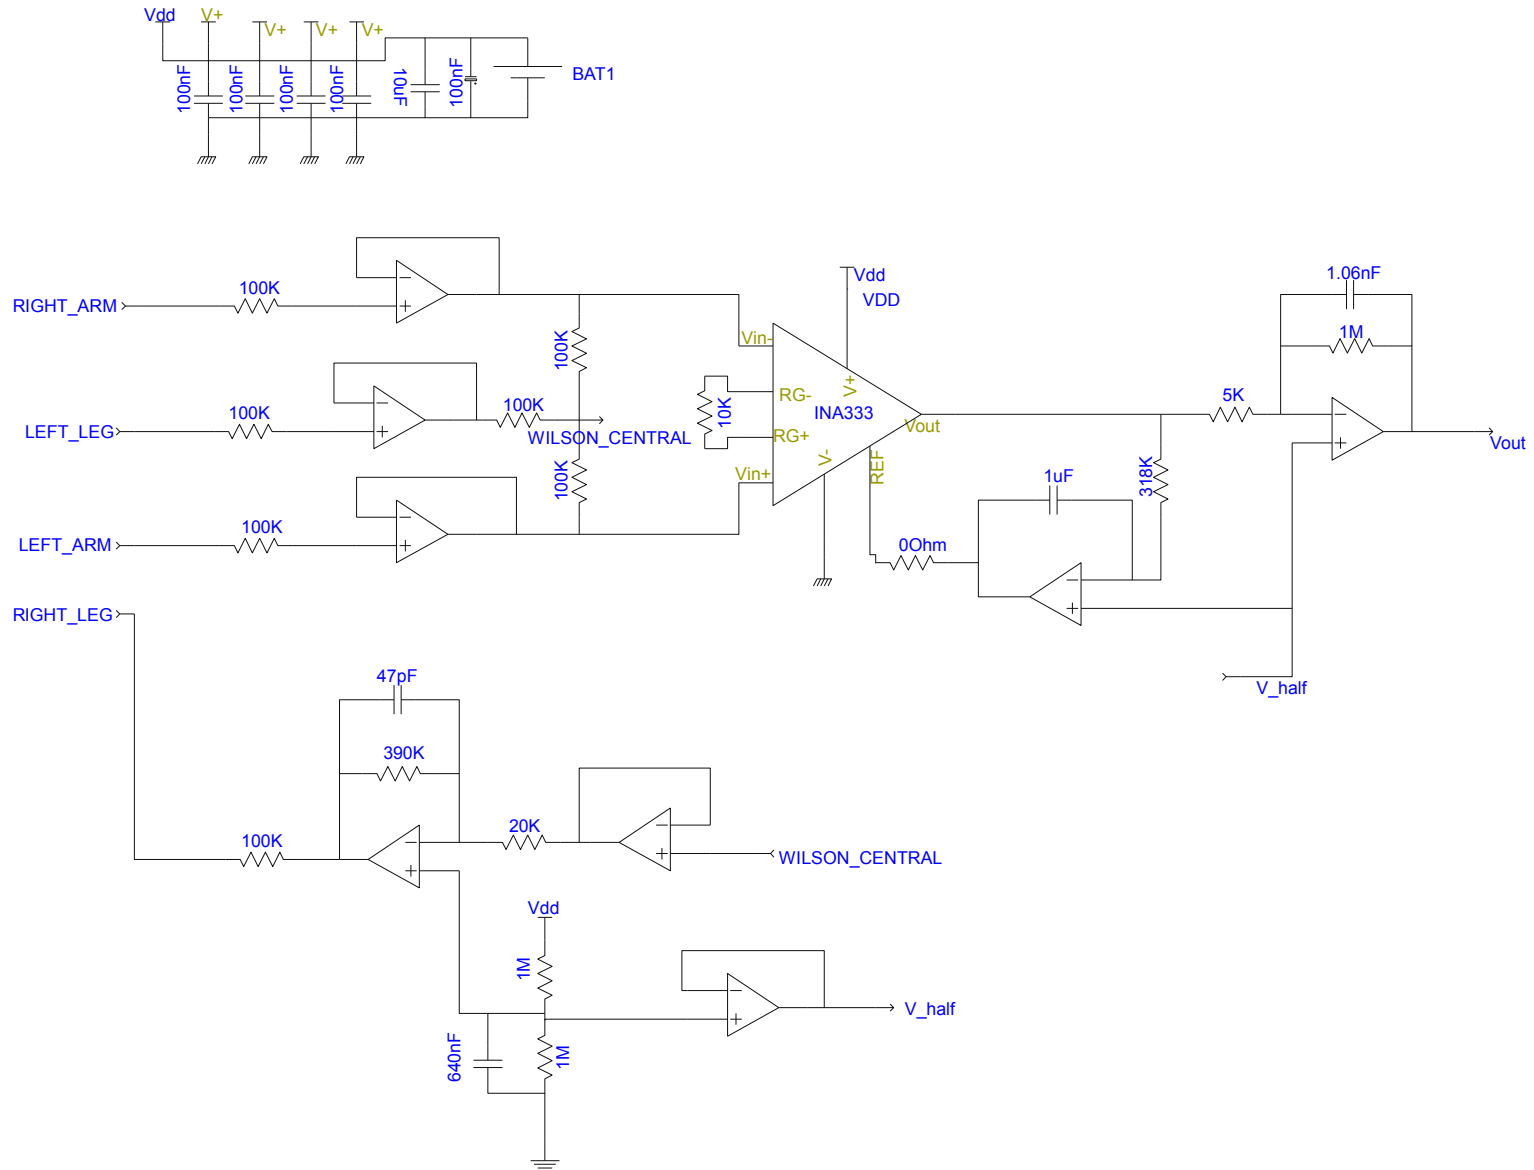 Vdd
V+
V+
V+
V+
100nF
100nF
100nF
100nF
10uF
100nF
BAT1
RIGHT_ARM
100K
LEFT_LEG
100K
100K
WILSON_CENTRAL
LEFT_ARM
100K
100K
100K
Vin-
RG-
10K
RG+
Vin+
INA333
Vdd
VDD
V+
V-
REF
Vout
0Ohm
1uF
318K
5K
1.06nF
1M
Vout
V_half
RIGHT_LEG
47pF
390K
100K
20K
WILSON_CENTRAL
Vdd
1M
640nF
1M
V_half